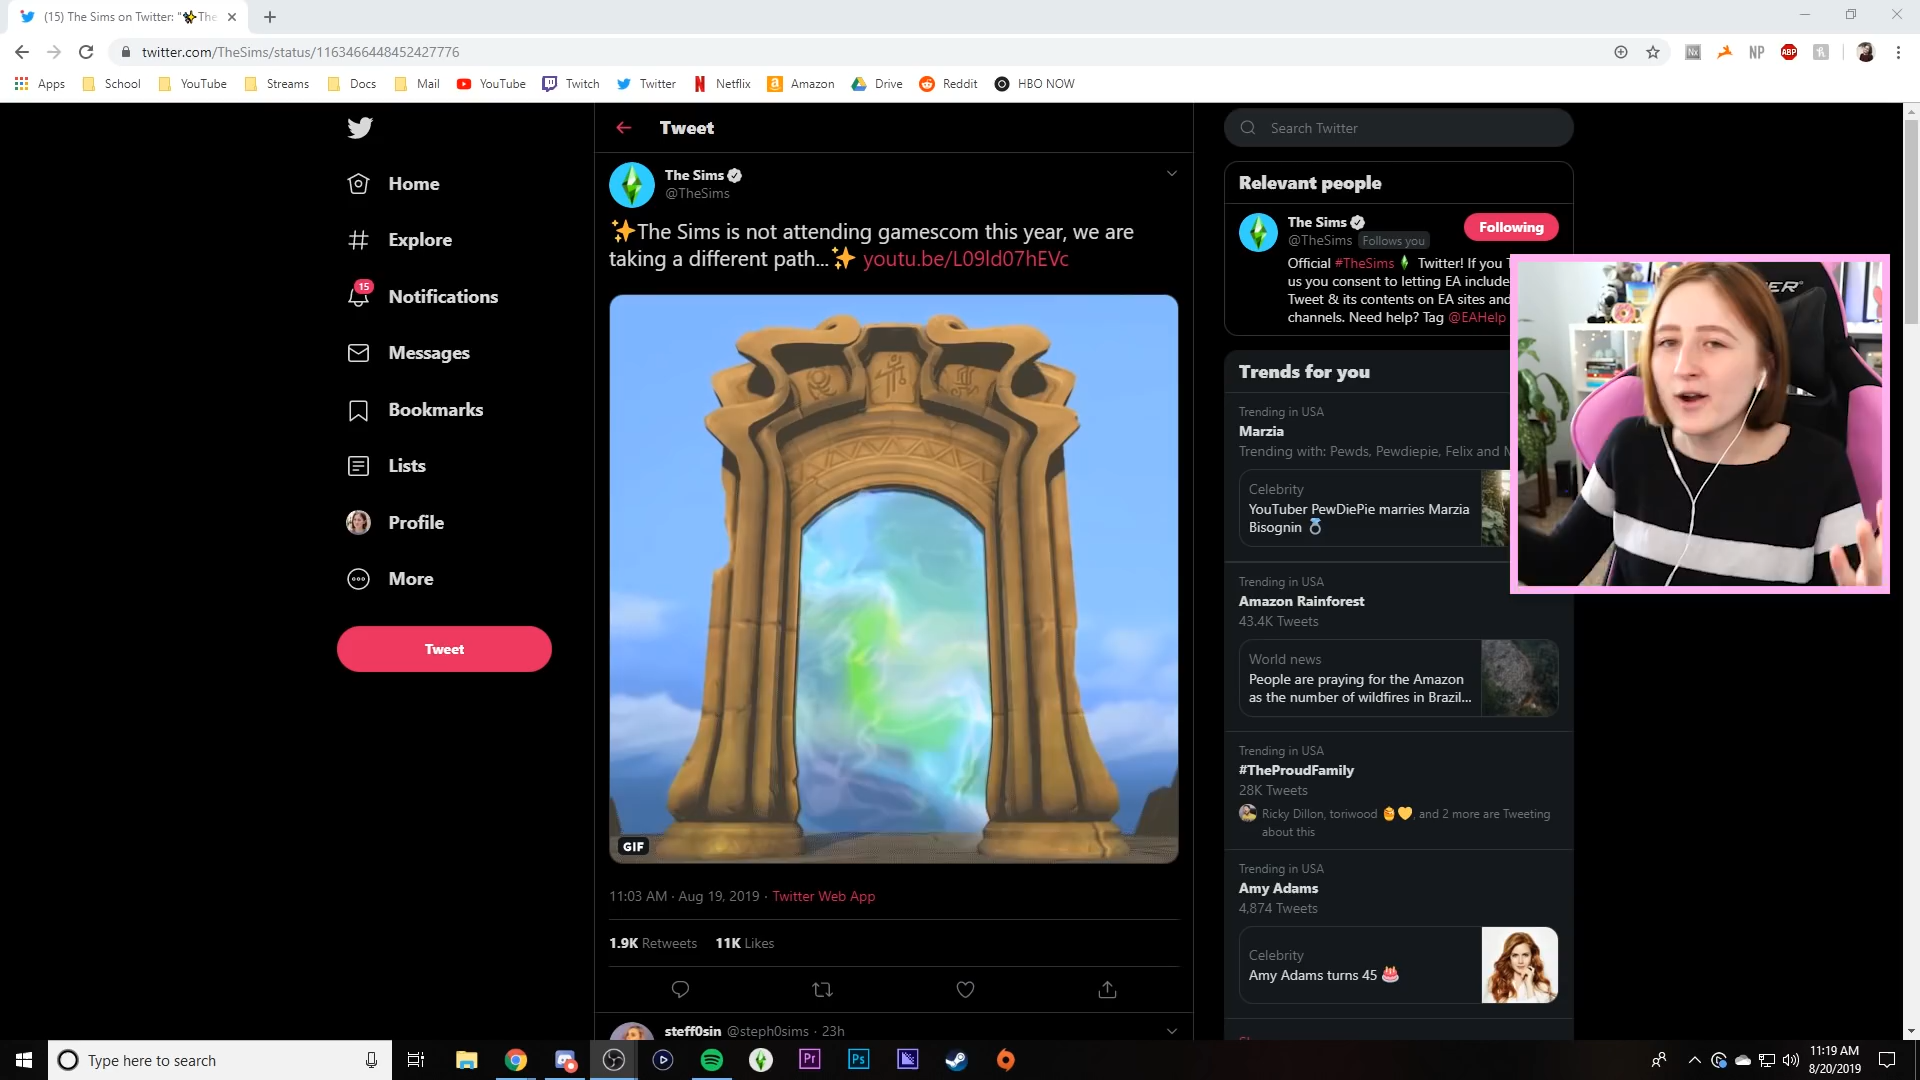 (15) The Sims on Twitter: "✨The
twitter.com/TheSims/status/1163466448452427776
NP
ABP
Apps
School
YouTube
Streams
Docs
Mail
YouTube
Twitch
Twitter
Netflix
Amazon
Drive
Reddit
HBO NOW
Home
Explore
15
Notifications
Messages
Bookmarks
Lists
Profile
More
Tweet
Tweet
The Sims
@TheSims
✨The Sims is not attending gamescom this year, we are
taking a different path...✨ youtu.be/L09ld07hEVc
GIF
11:03 AM · Aug 19, 2019 · Twitter Web App
1.9K Retweets 11K Likes
steff0sin @steph0sims · 23h
Search Twitter
Relevant people
The Sims
@TheSims Follows you
Following
Official #TheSims Twitter! If you
us you consent to letting EA include
Tweet & its contents on EA sites and
channels. Need help? Tag @EAHelp
Trends for you
Trending in USA
Marzia
Trending with: Pewds, Pewdiepie, Felix and
Celebrity
YouTuber PewDiePie marries Marzia
Bisognin
Trending in USA
Amazon Rainforest
43.4K Tweets
World news
People are praying for the Amazon
as the number of wildfires in Brazil...
Trending in USA
#TheProudFamily
28K Tweets
Ricky Dillon, toriwood 👶💛, and 2 more are Tweeting
about this
Trending in USA
Amy Adams
4,874 Tweets
Celebrity
Amy Adams turns 45 🎂
Type here to search
Pr
Ps
11:19 AM
8/20/2019